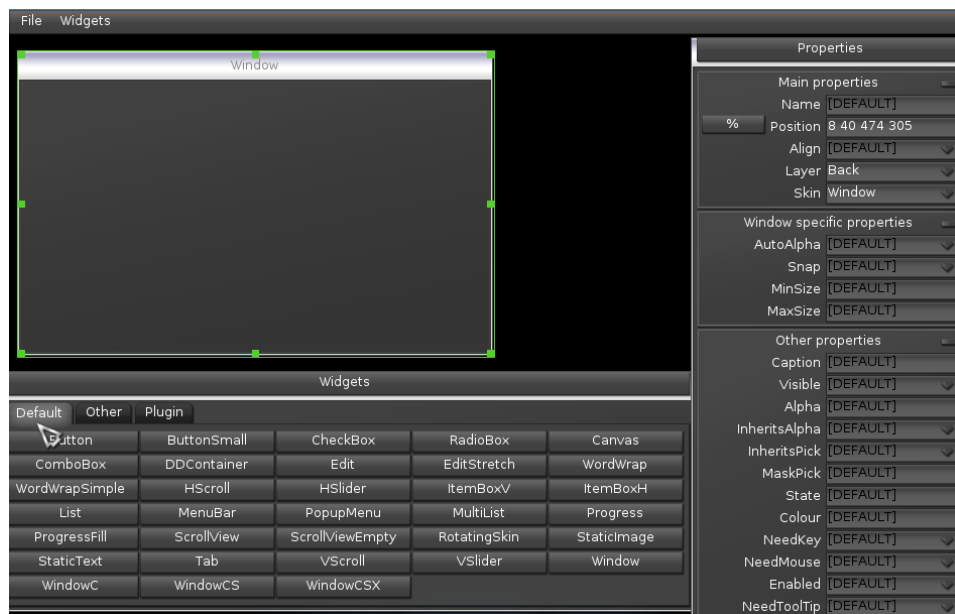 File Widgets
Window
Properties
Main properties
Name [DEFAULT]
% Position 8 40 474 305
Align [DEFAULT]
Layer Back
Skin Window
Window specific properties
AutoAlpha [DEFAULT]
Snap [DEFAULT]
MinSize [DEFAULT]
MaxSize [DEFAULT]
Other properties
Caption [DEFAULT]
Visible [DEFAULT]
Alpha [DEFAULT]
InheritsAlpha [DEFAULT]
InheritsPick [DEFAULT]
MaskPick [DEFAULT]
State [DEFAULT]
Colour [DEFAULT]
NeedKey [DEFAULT]
NeedMouse [DEFAULT]
Enabled [DEFAULT]
NeedToolTip [DEFAULT]
Widgets
Default Other Plugin
Button ButtonSmall CheckBox RadioBox Canvas
ComboBox DDContainer Edit EditStretch WordWrap
WordWrapSimple HScroll HSlider ItemBoxV ItemBoxH
List MenuBar PopupMenu MultiList Progress
ProgressFill ScrollView ScrollViewEmpty RotatingSkin StaticImage
StaticText Tab VScroll VSlider Window
WindowC WindowCS WindowCSX